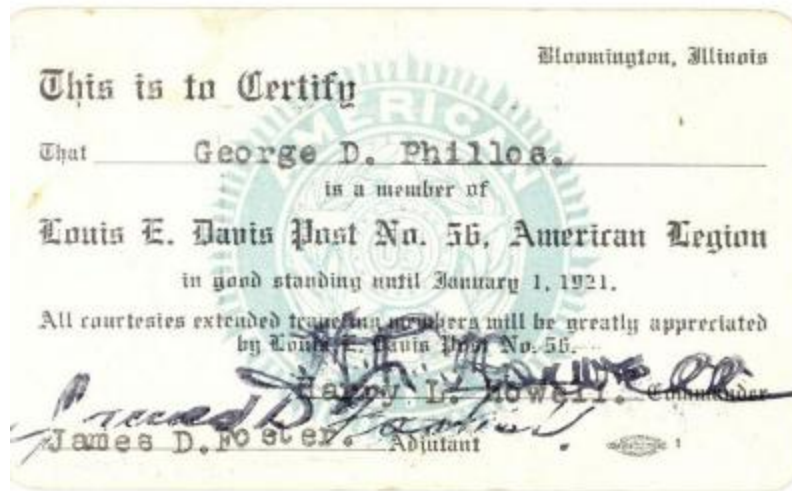 Bloomington, Illinois
This is to Certify
That George D. Phillos.
is a member of
Louis E. Davis Post No. 56, American Legion
in good standing until January 1, 1921.
All courtesies extended traveling members will be greatly appreciated
by Louis E. Davis Post No. 56.
Harry L. Howell. Commander
James D. Foster. Adjutant
AMERICAN
U S